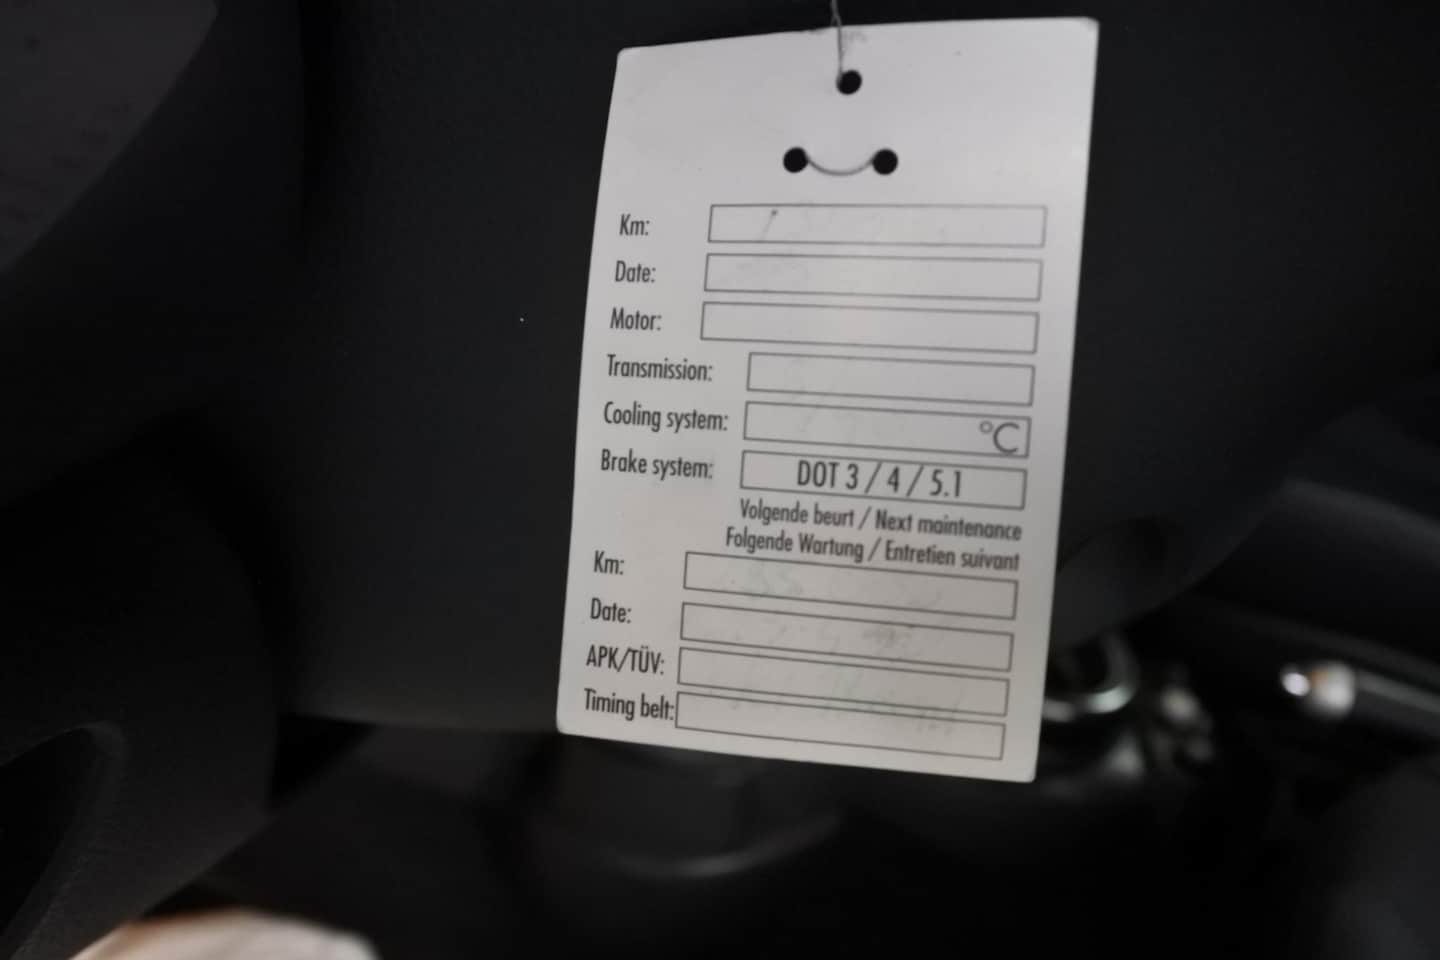 Km:
Date:
Motor:
Transmission:
Cooling system: °C
Brake system: DOT 3 / 4 / 5.1
Volgende beurt / Next maintenance
Folgende Wartung / Entretien suivant
Km:
Date:
APK/TÜV:
Timing belt: